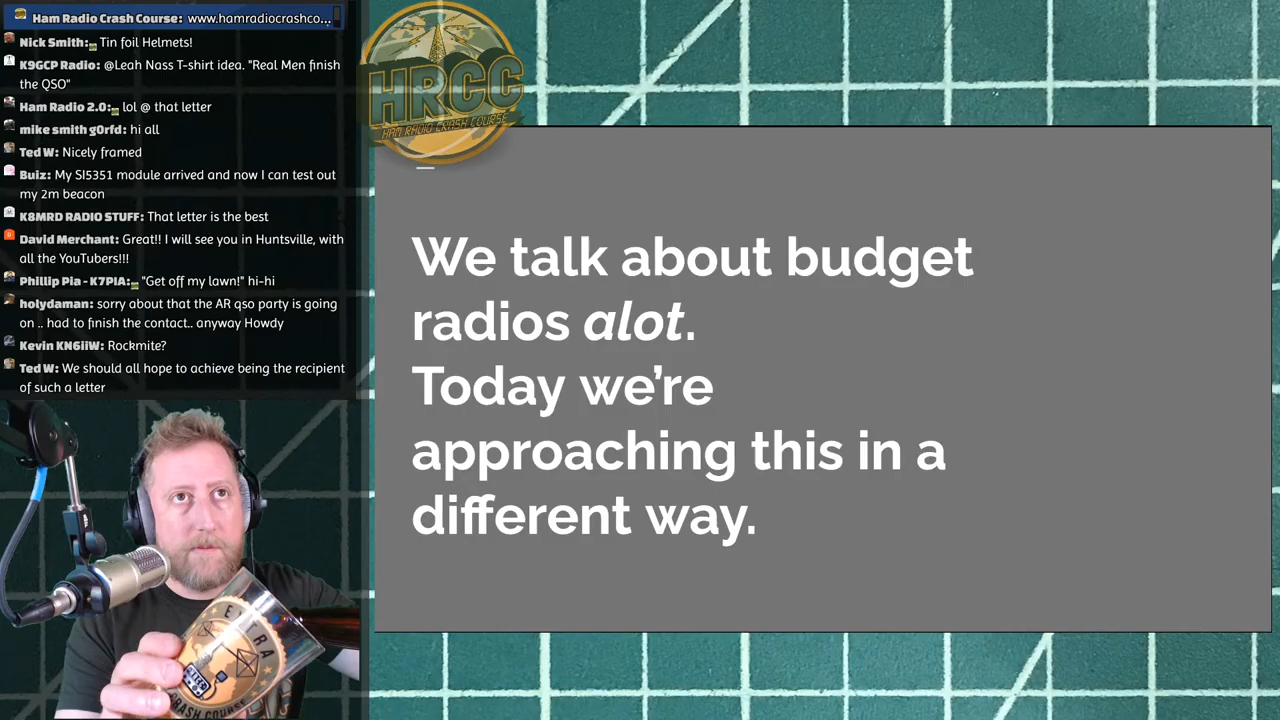 Ham Radio Crash Course: www.hamradiocrashco...
Nick Smith: Tin foil Helmets!
K9GCP Radio: @Leah Nass T-shirt idea. "Real Men finish
the QSO"
Ham Radio 2.0: lol @ that letter
mike smith g0rfd: hi all
Ted W: Nicely framed
Buiz: My SI5351 module arrived and now I can test out
my 2m beacon
K8MRD RADIO STUFF: That letter is the best
David Merchant: Great!! I will see you in Huntsville, with
all the YouTubers!!!
Phillip Pia - K7PIA: "Get off my lawn!" hi-hi
holydaman: sorry about that the AR qso party is going
on .. had to finish the contact.. anyway Howdy
Kevin KN6iiW: Rockmite?
Ted W: We should all hope to achieve being the recipient
of such a letter
HRCC
HAM RADIO CRASH COURSE
We talk about budget
radios alot.
Today we're
approaching this in a
different way.
EXTRA
CRASH COURSE